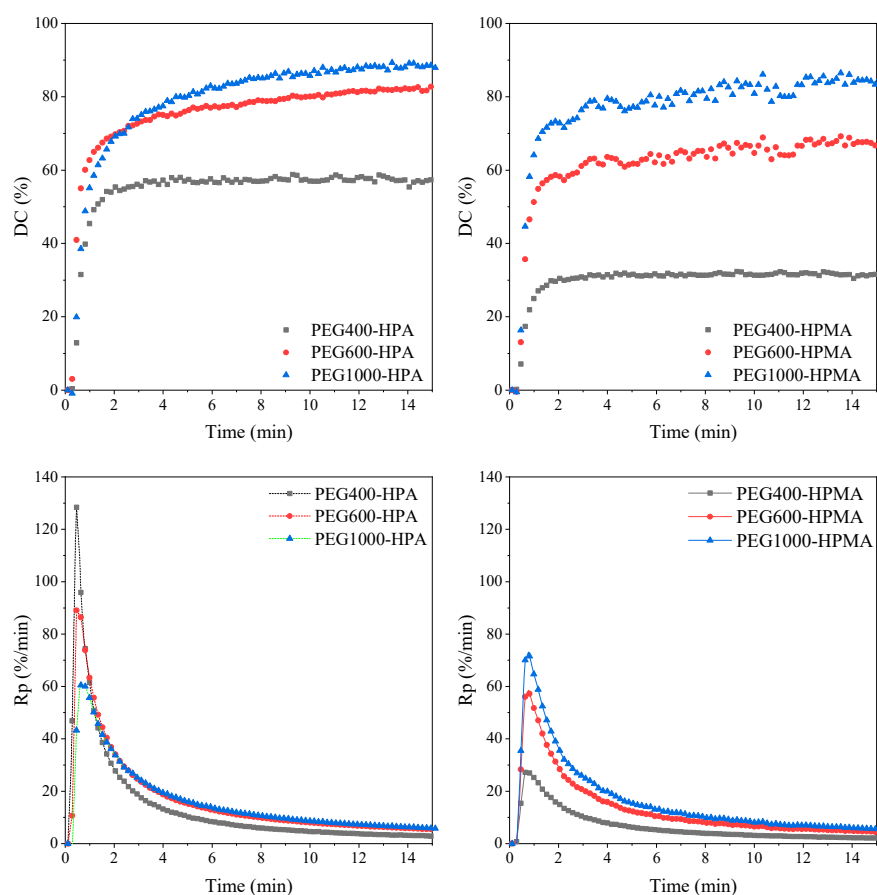 100
80
60
40
20
0
DC (%)
PEG400-HPA
PEG600-HPA
PEG1000-HPA
0 2 4 6 8 10 12 14
Time (min)
100
80
60
40
20
0
DC (%)
PEG400-HPMA
PEG600-HPMA
PEG1000-HPMA
0 2 4 6 8 10 12 14
Time (min)
140
120
100
80
60
40
20
0
Rp (%/min)
PEG400-HPA
PEG600-HPA
PEG1000-HPA
0 2 4 6 8 10 12 14
Time (min)
140
120
100
80
60
40
20
0
Rp (%/min)
PEG400-HPMA
PEG600-HPMA
PEG1000-HPMA
0 2 4 6 8 10 12 14
Time (min)